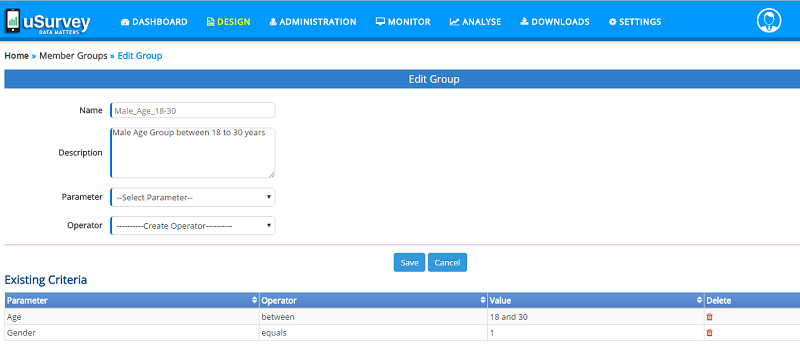 uSurvey DASHBOARD DESIGN ADMINISTRATION MONITOR ANALYSE DOWNLOADS SETTINGS
DATA MATTERS
Home » Member Groups » Edit Group
Edit Group
Name Male_Age_18-30
Description Male Age Group between 18 to 30 years
Parameter --Select Parameter--
Operator ----------Create Operator----------
Save Cancel
Existing Criteria
Parameter Operator Value Delete
Age between 18 and 30
Gender equals 1